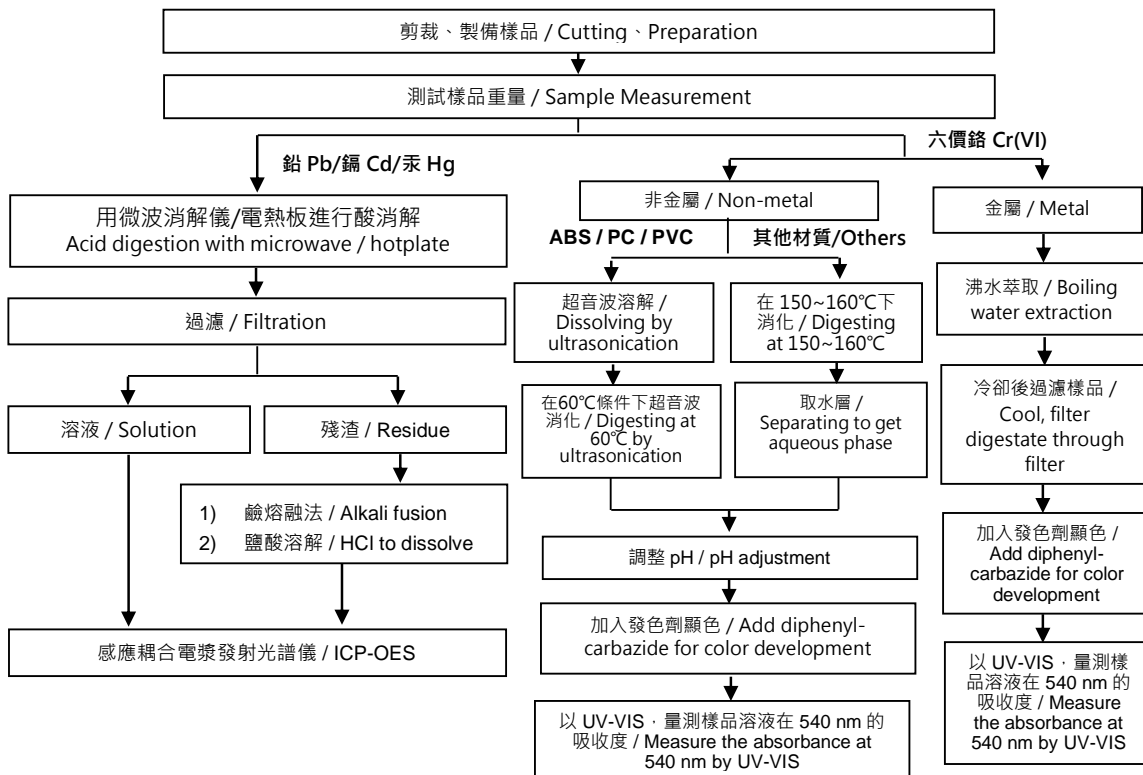 剪裁、製備樣品 / Cutting、Preparation
測試樣品重量 / Sample Measurement
鉛 Pb/鎘 Cd/汞 Hg
六價鉻 Cr(VI)
用微波消解儀/電熱板進行酸消解
Acid digestion with microwave / hotplate
非金屬 / Non-metal
金屬 / Metal
ABS / PC / PVC
其他材質/Others
過濾 / Filtration
超音波溶解 /
Dissolving by
ultrasonication
在 150~160℃下
消化 / Digesting
at 150~160℃
沸水萃取 / Boiling
water extraction
溶液 / Solution
殘渣 / Residue
在60℃條件下超音波
消化 / Digesting at
60℃ by
ultrasonication
取水層 /
Separating to get
aqueous phase
冷卻後過濾樣品 /
Cool, filter
digestate through
filter
1) 鹼熔融法 / Alkali fusion
2) 鹽酸溶解 / HCl to dissolve
調整 pH / pH adjustment
加入發色劑顯色 /
Add diphenyl-
carbazide for color
development
感應耦合電漿發射光譜儀 / ICP-OES
加入發色劑顯色 / Add diphenyl-
carbazide for color development
以 UV-VIS﹐量測樣
品溶液在 540 nm 的
吸收度 / Measure
the absorbance at
540 nm by UV-VIS
以 UV-VIS﹐量測樣品溶液在 540 nm 的
吸收度 / Measure the absorbance at
540 nm by UV-VIS